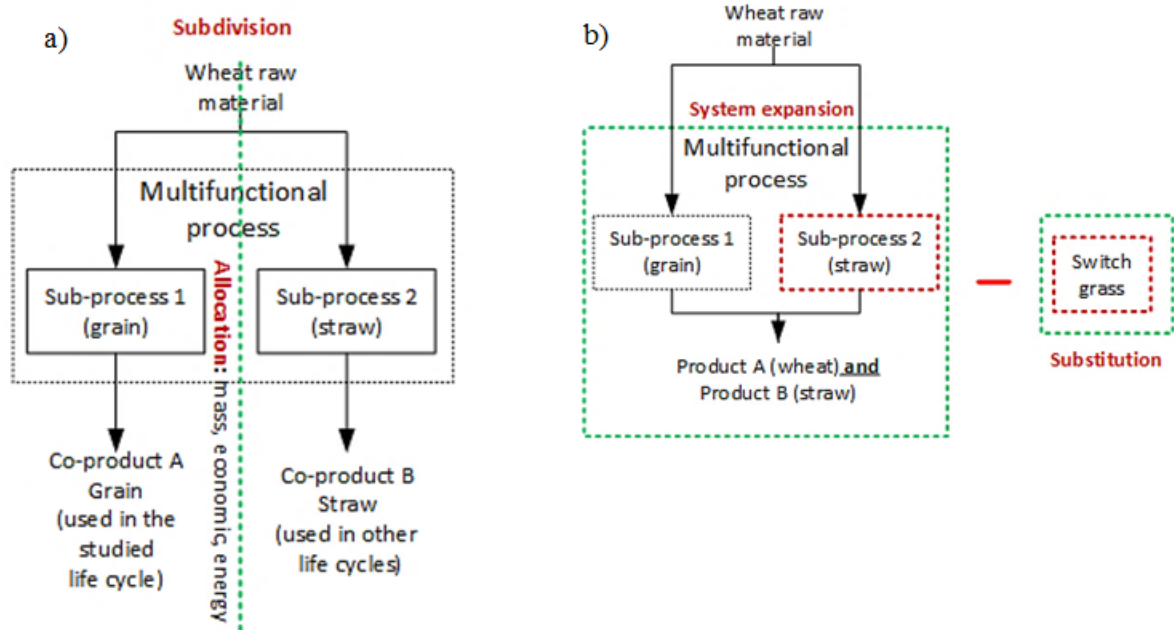 a)
Subdivision
Wheat raw
material
Multifunctional
process
Allocation: mass, economic, energy
Sub-process 1
(grain)
Sub-process 2
(straw)
Co-product A
Grain
(used in the
studied
life cycle)
Co-product B
Straw
(used in other
life cycles)
b)
Wheat raw
material
System expansion
Multifunctional
process
Sub-process 1
(grain)
Sub-process 2
(straw)
Product A (wheat) and
Product B (straw)
Switch
grass
Substitution